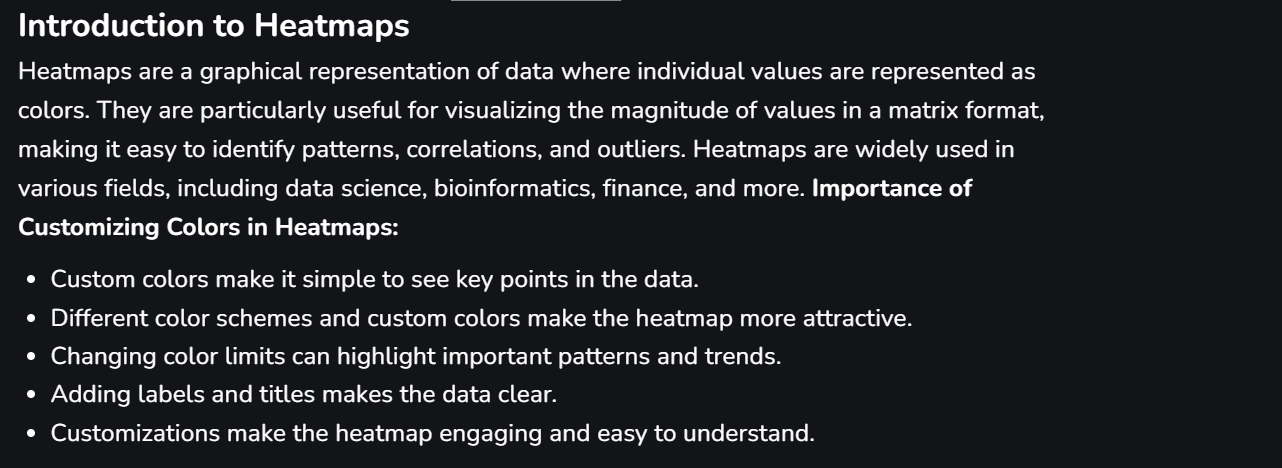 Introduction to Heatmaps
Heatmaps are a graphical representation of data where individual values are represented as
colors. They are particularly useful for visualizing the magnitude of values in a matrix format,
making it easy to identify patterns, correlations, and outliers. Heatmaps are widely used in
various fields, including data science, bioinformatics, finance, and more. Importance of
Customizing Colors in Heatmaps:
• Custom colors make it simple to see key points in the data.
• Different color schemes and custom colors make the heatmap more attractive.
• Changing color limits can highlight important patterns and trends.
• Adding labels and titles makes the data clear.
• Customizations make the heatmap engaging and easy to understand.